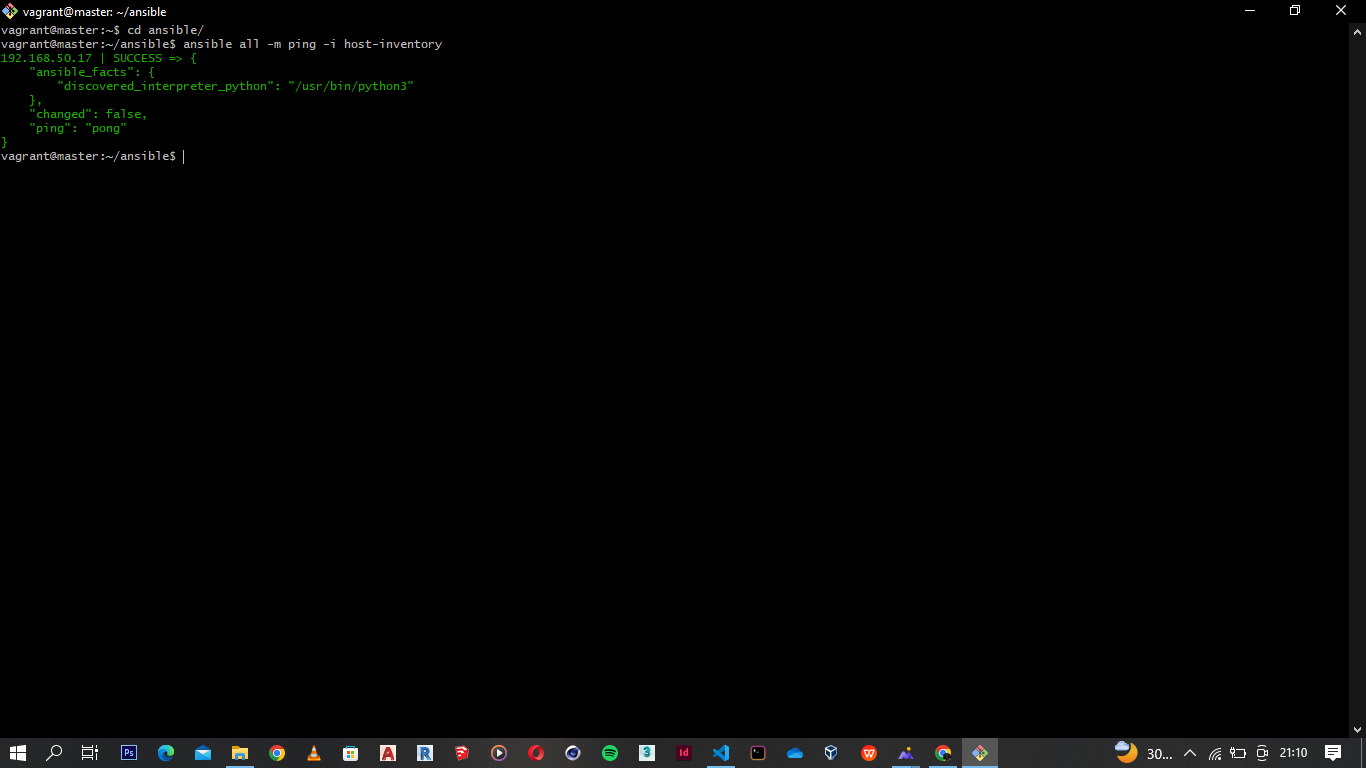 vagrant@master: ~/ansible
vagrant@master:~$ cd ansible/
vagrant@master:~/ansible$ ansible all -m ping -i host-inventory
192.168.50.17 | SUCCESS => {
    "ansible_facts": {
        "discovered_interpreter_python": "/usr/bin/python3"
    },
    "changed": false,
    "ping": "pong"
}
vagrant@master:~/ansible$
Ps
A
R
3
Id
W
30...
21:10